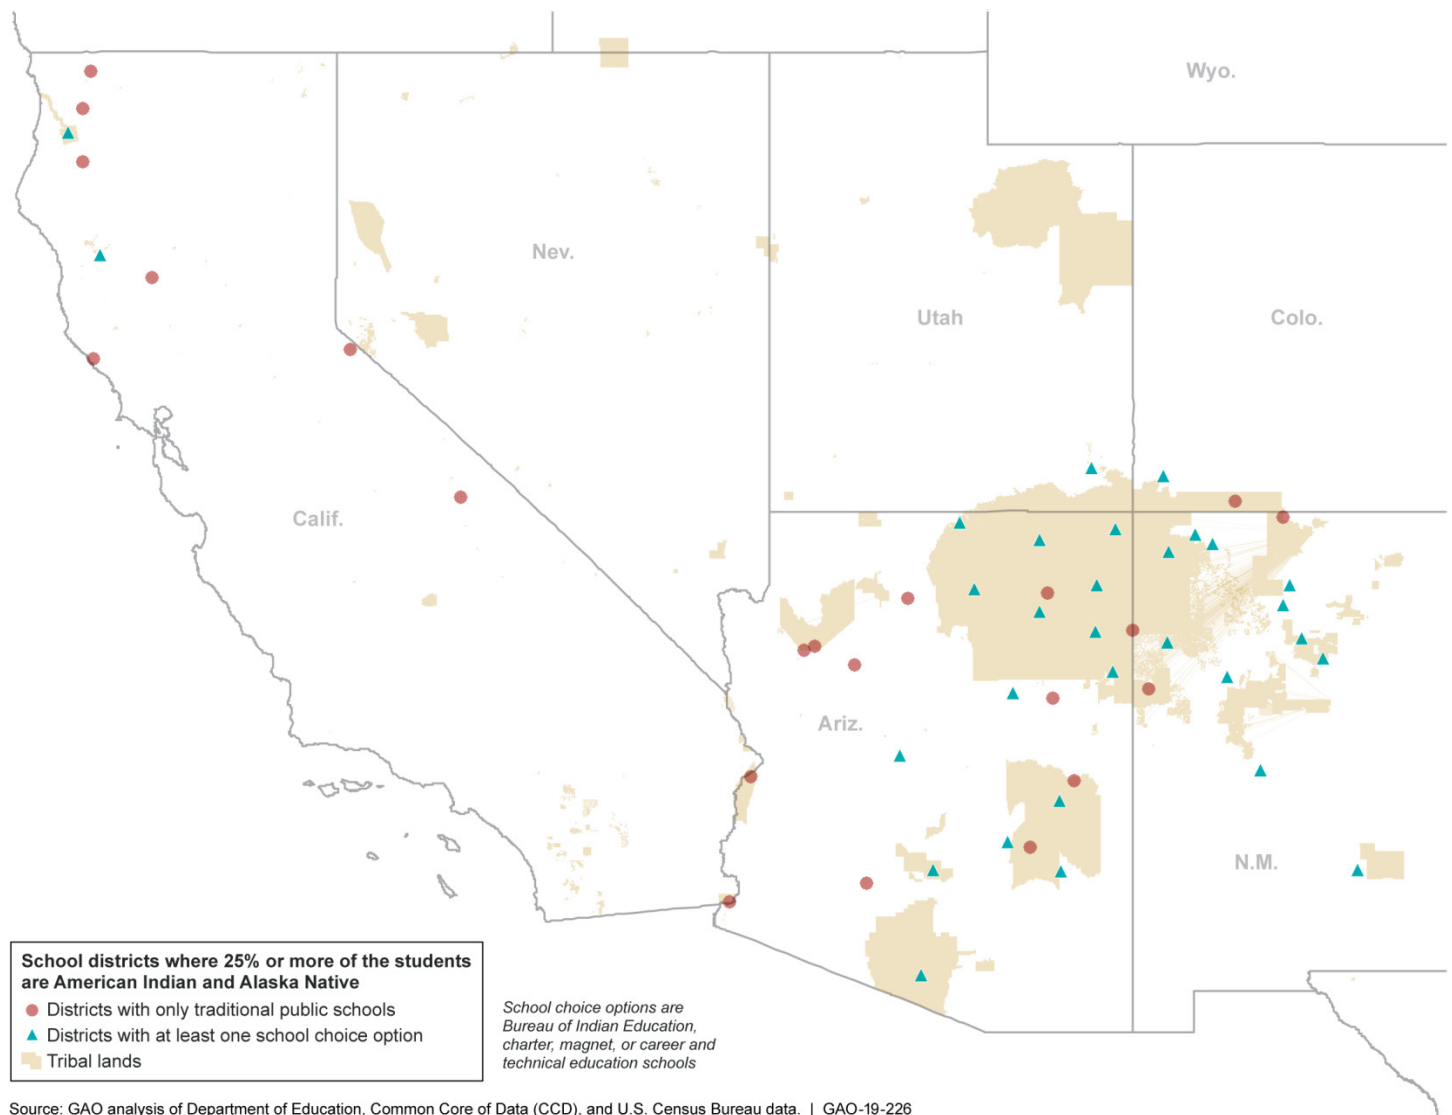 Wyo.
Nev.
Utah
Colo.
Calif.
Ariz.
N.M.
School districts where 25% or more of the students
are American Indian and Alaska Native
Districts with only traditional public schools
Districts with at least one school choice option
Tribal lands
School choice options are
Bureau of Indian Education,
charter, magnet, or career and
technical education schools
Source: GAO analysis of Department of Education, Common Core of Data (CCD), and U.S. Census Bureau data. | GAO-19-226